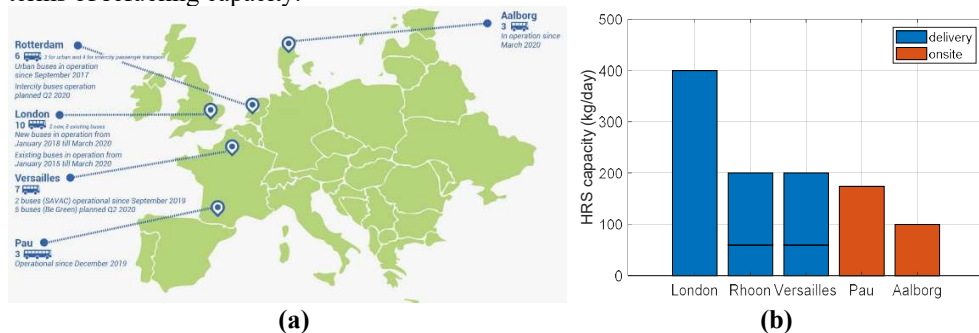 terms of refueling capacity.
Aalborg
3
In operation since
March 2020
Rotterdam
6 2 for urban and 4 for intercity passenger transport
Urban buses in operation
since September 2017
Intercity buses operation
planned Q2 2020
London
10 2 new, 8 existing buses
New buses in operation from
January 2018 till March 2020
Existing buses in operation from
January 2015 till March 2020
Versailles
7
2 buses (SAVAC) operational since September 2019
5 buses (Be Green) planned Q2 2020
Pau
3
Operational since December 2019
(a)
HRS capacity (kg/day)
500
400
300
200
100
0
delivery
onsite
London Rhoon Versailles Pau Aalborg
(b)